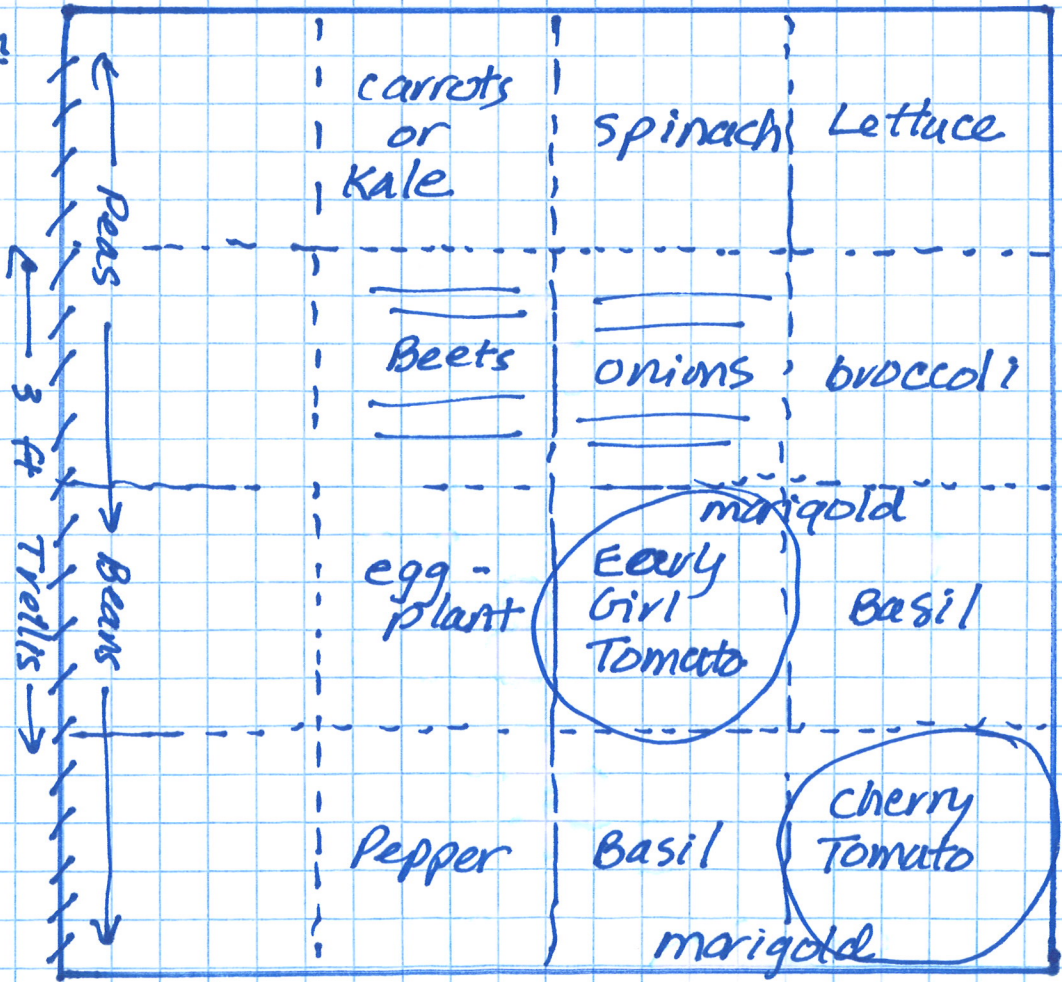 carrots
or
Kale
spinach
Lettuce
Peas
3 ft
Trellis
Beets
onions
broccoli
Beans
egg-
plant
marigold
Early
Girl
Tomato
Basil
Pepper
Basil
cherry
Tomato
marigold